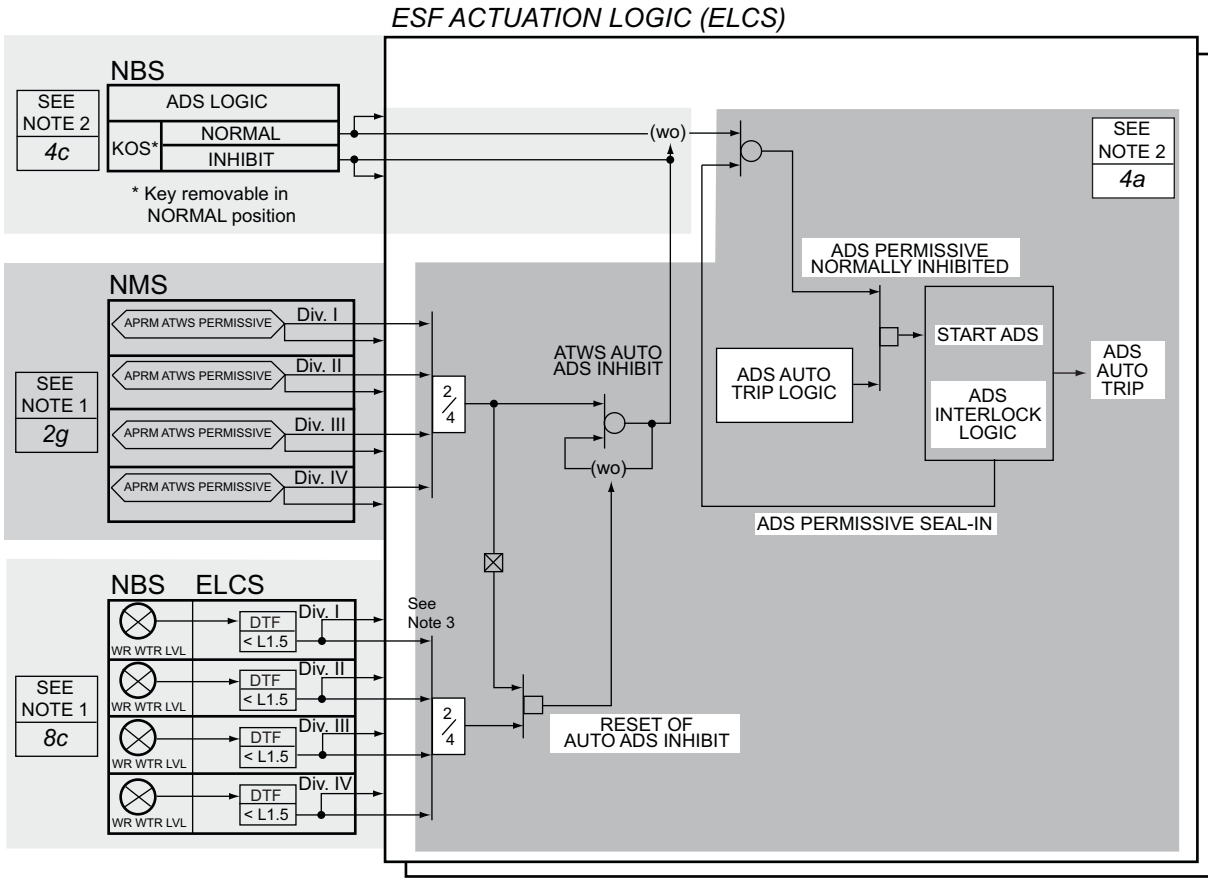 ESF ACTUATION LOGIC (ELCS)
NBS
SEE
NOTE 2
4c
ADS LOGIC
KOS*
NORMAL
INHIBIT
* Key removable in
NORMAL position
(wo)
SEE
NOTE 2
4a
ADS PERMISSIVE
NORMALLY INHIBITED
START ADS
ADS
INTERLOCK
LOGIC
ADS AUTO
TRIP LOGIC
ADS
AUTO
TRIP
ADS PERMISSIVE SEAL-IN
NMS
SEE
NOTE 1
2g
APRM ATWS PERMISSIVE
Div. I
APRM ATWS PERMISSIVE
Div. II
APRM ATWS PERMISSIVE
Div. III
APRM ATWS PERMISSIVE
Div. IV
2/4
ATWS AUTO
ADS INHIBIT
(wo)
NBS ELCS
SEE
NOTE 1
8c
WR WTR LVL
DTF
< L1.5
Div. I
WR WTR LVL
DTF
< L1.5
Div. II
WR WTR LVL
DTF
< L1.5
Div. III
WR WTR LVL
DTF
< L1.5
Div. IV
See
Note 3
2/4
RESET OF
AUTO ADS INHIBIT